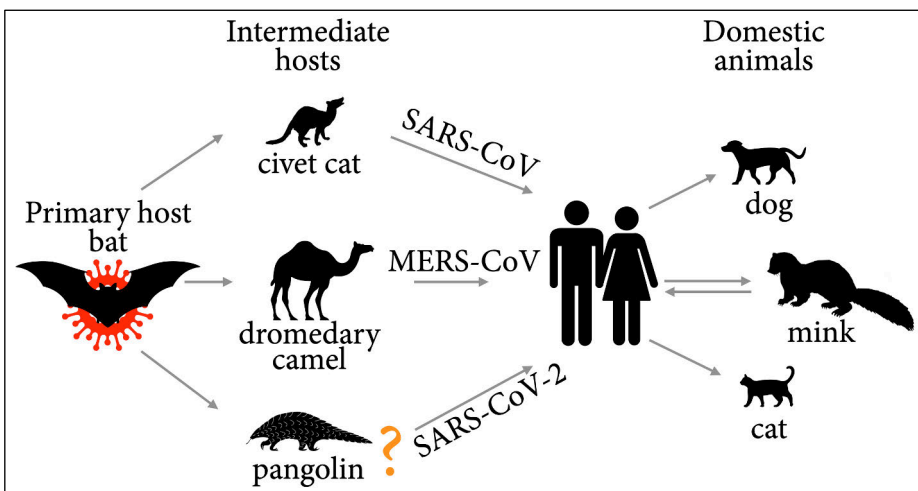 Intermediate
hosts
Domestic
animals
civet cat
SARS-CoV
dog
Primary host
bat
MERS-CoV
dromedary
camel
mink
SARS-CoV-2
cat
pangolin
?